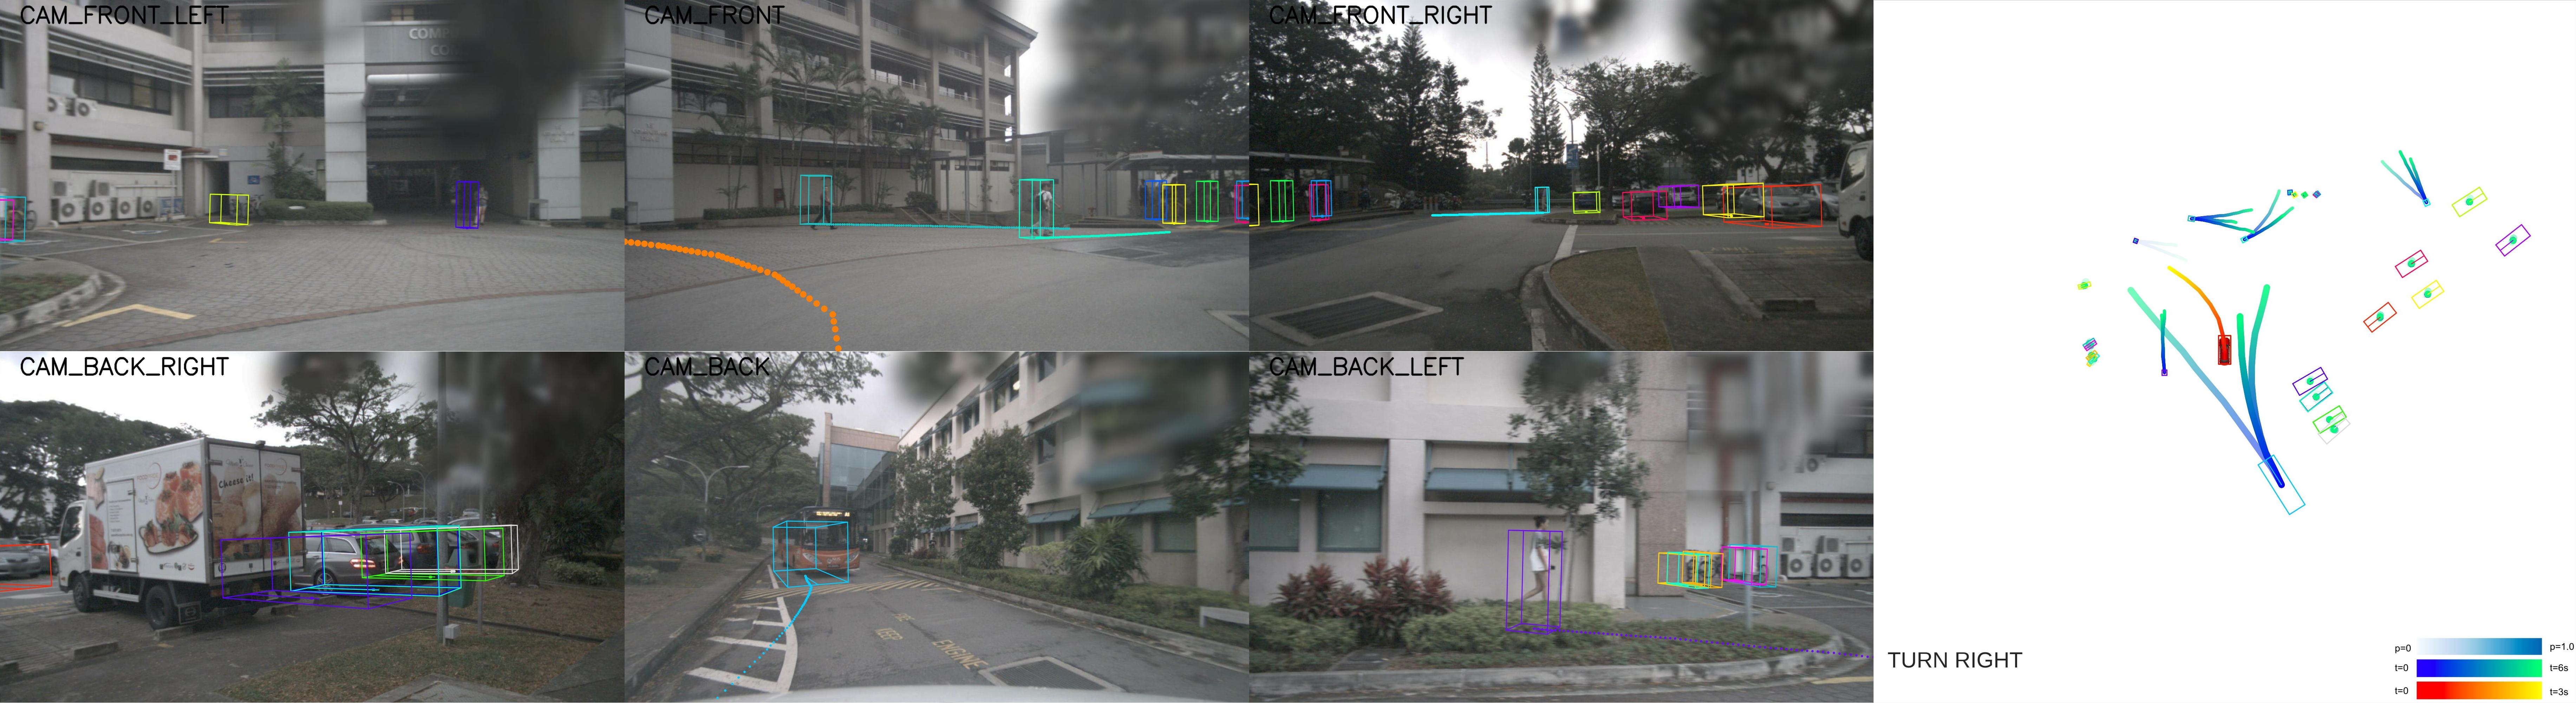 CAM_FRONT_LEFT
CAM_FRONT
CAM_FRONT_RIGHT
CAM_BACK_RIGHT
CAM_BACK
CAM_BACK_LEFT
Cheese it!
KEEP
ENGINE
TURN RIGHT
p=0
p=1.0
t=0
t=6s
t=0
t=3s